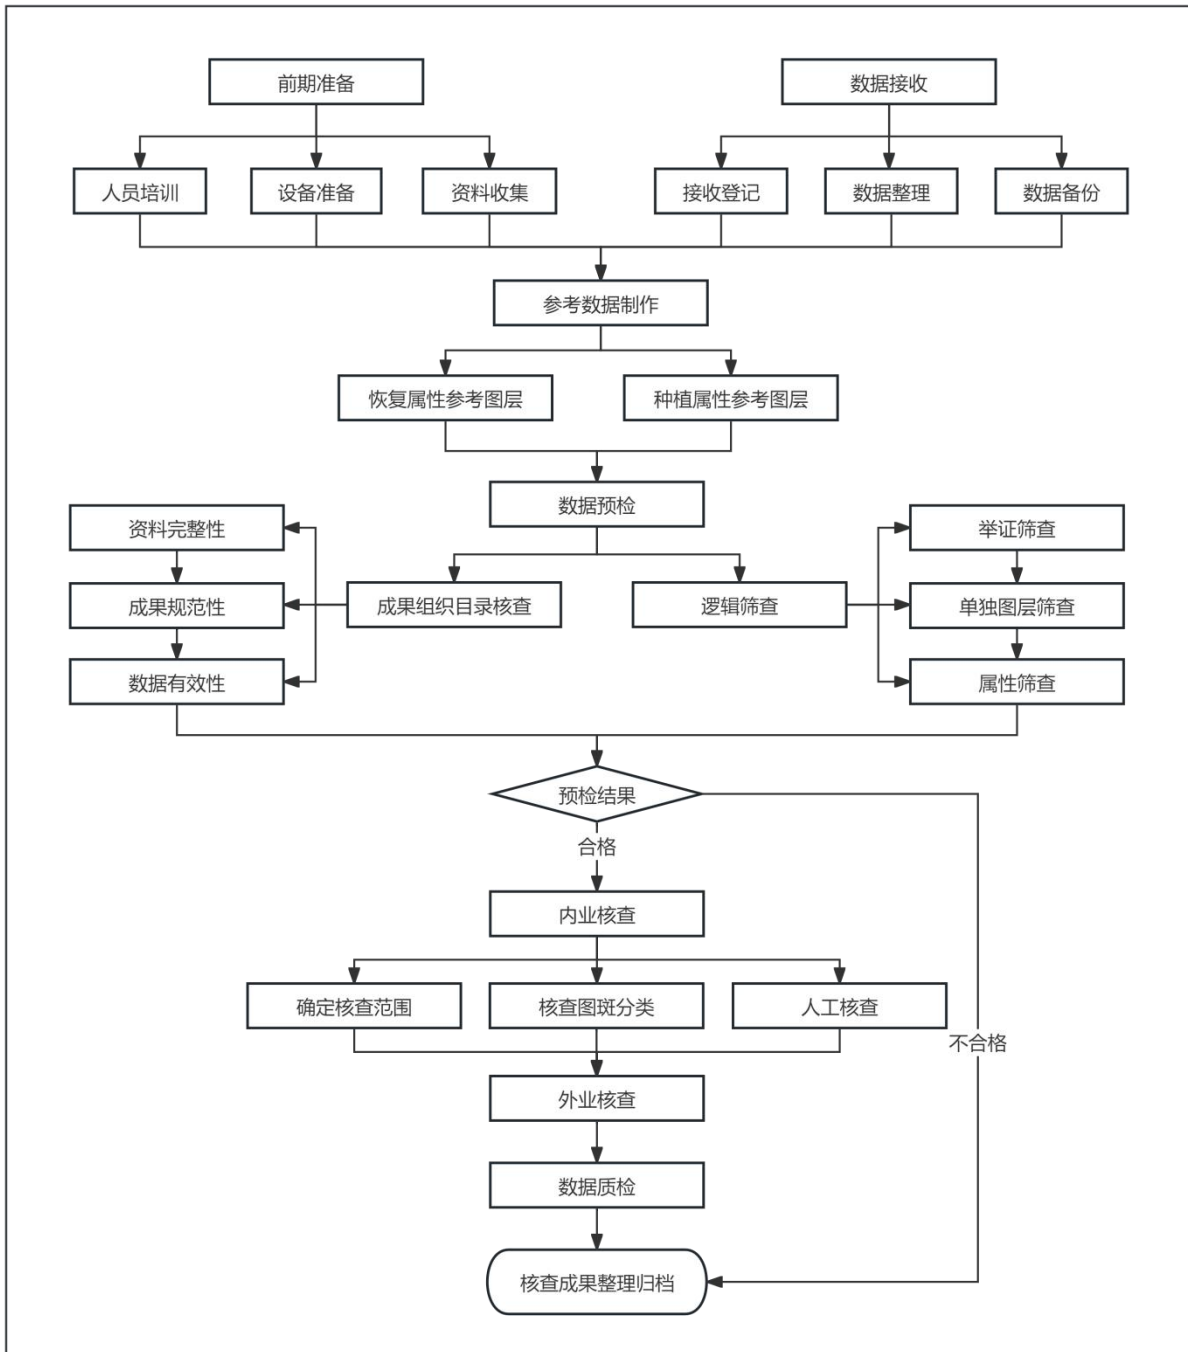 前期准备
数据接收
人员培训
设备准备
资料收集
接收登记
数据整理
数据备份
参考数据制作
恢复属性参考图层
种植属性参考图层
数据预检
资料完整性
举证筛查
成果规范性
成果组织目录核查
逻辑筛查
单独图层筛查
数据有效性
属性筛查
预检结果
合格
内业核查
确定核查范围
核查图斑分类
人工核查
不合格
外业核查
数据质检
核查成果整理归档